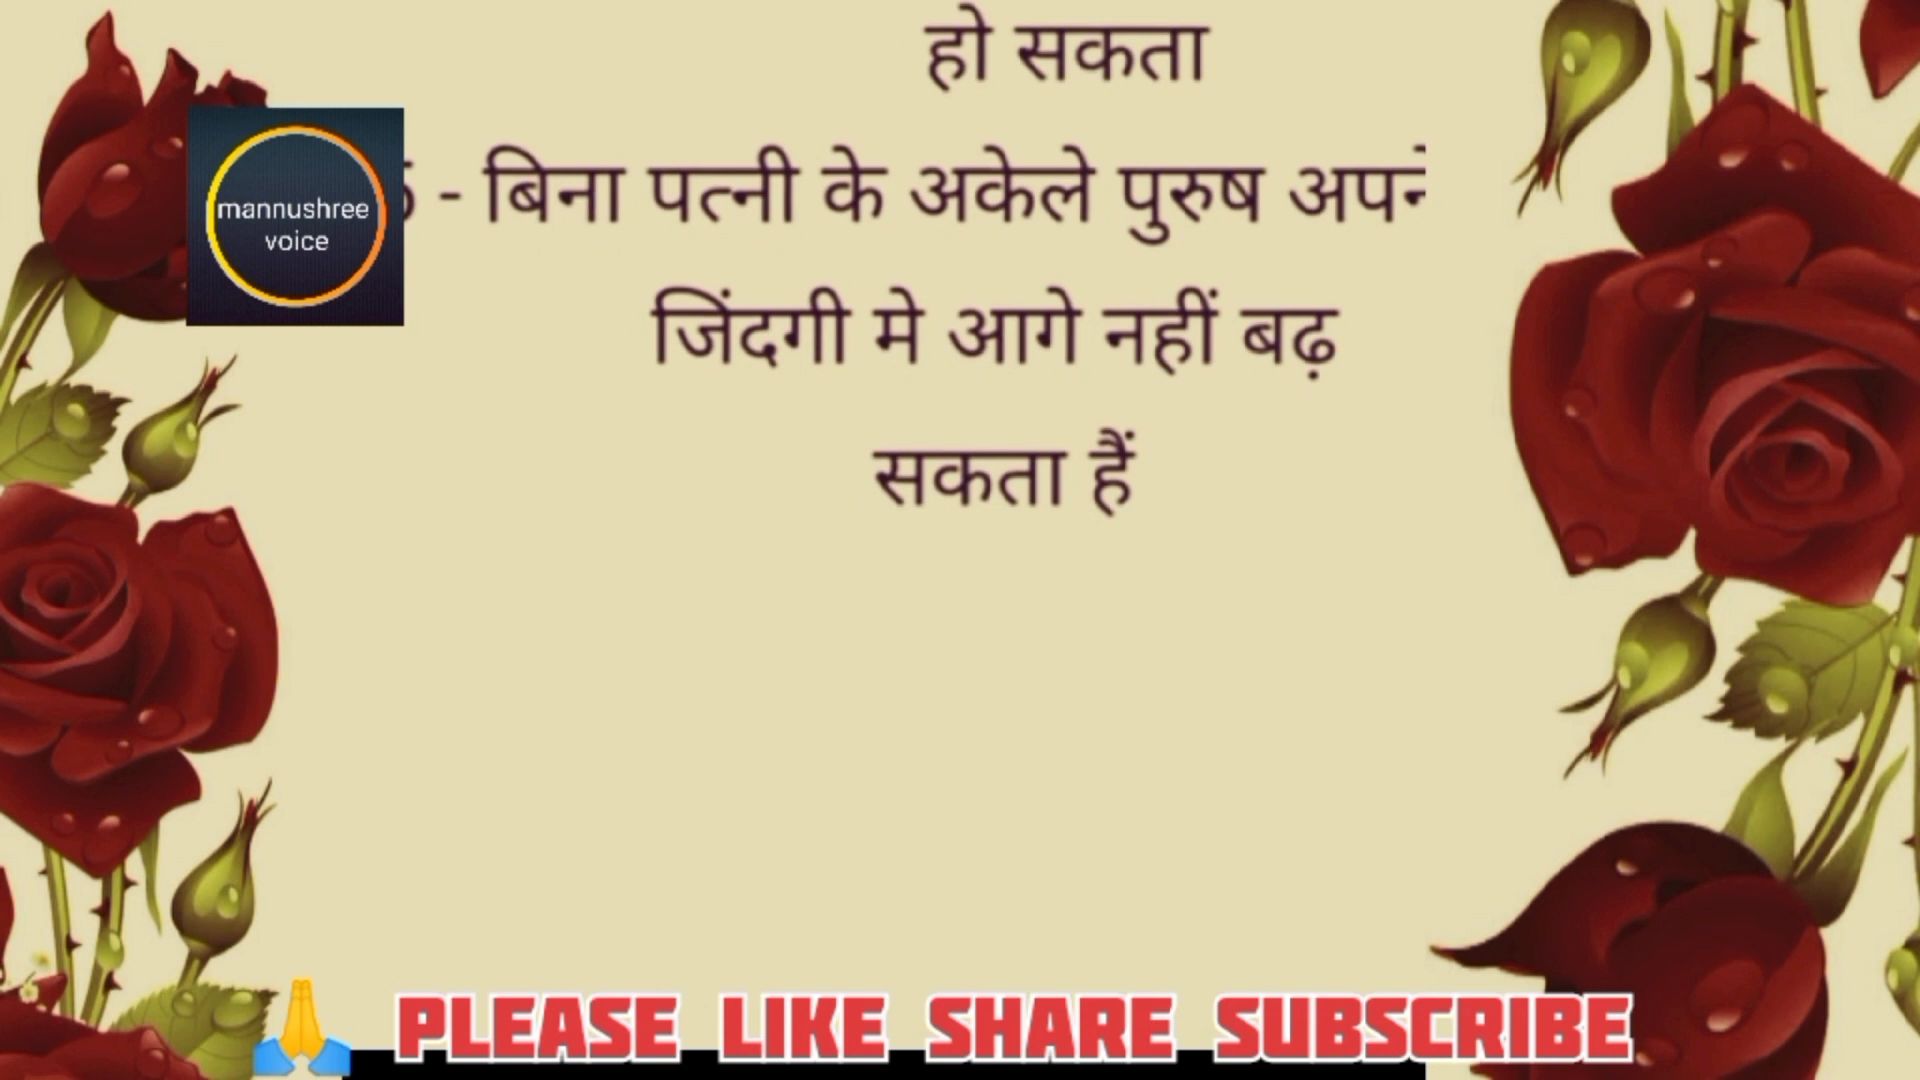 हो सकता
- बिना पत्नी के अकेले पुरुष
जिंदगी मे आगे नहीं बढ़
सकता हैं
mannushree
voice
PLEASE LIKE SHARE SUBSCRIBE